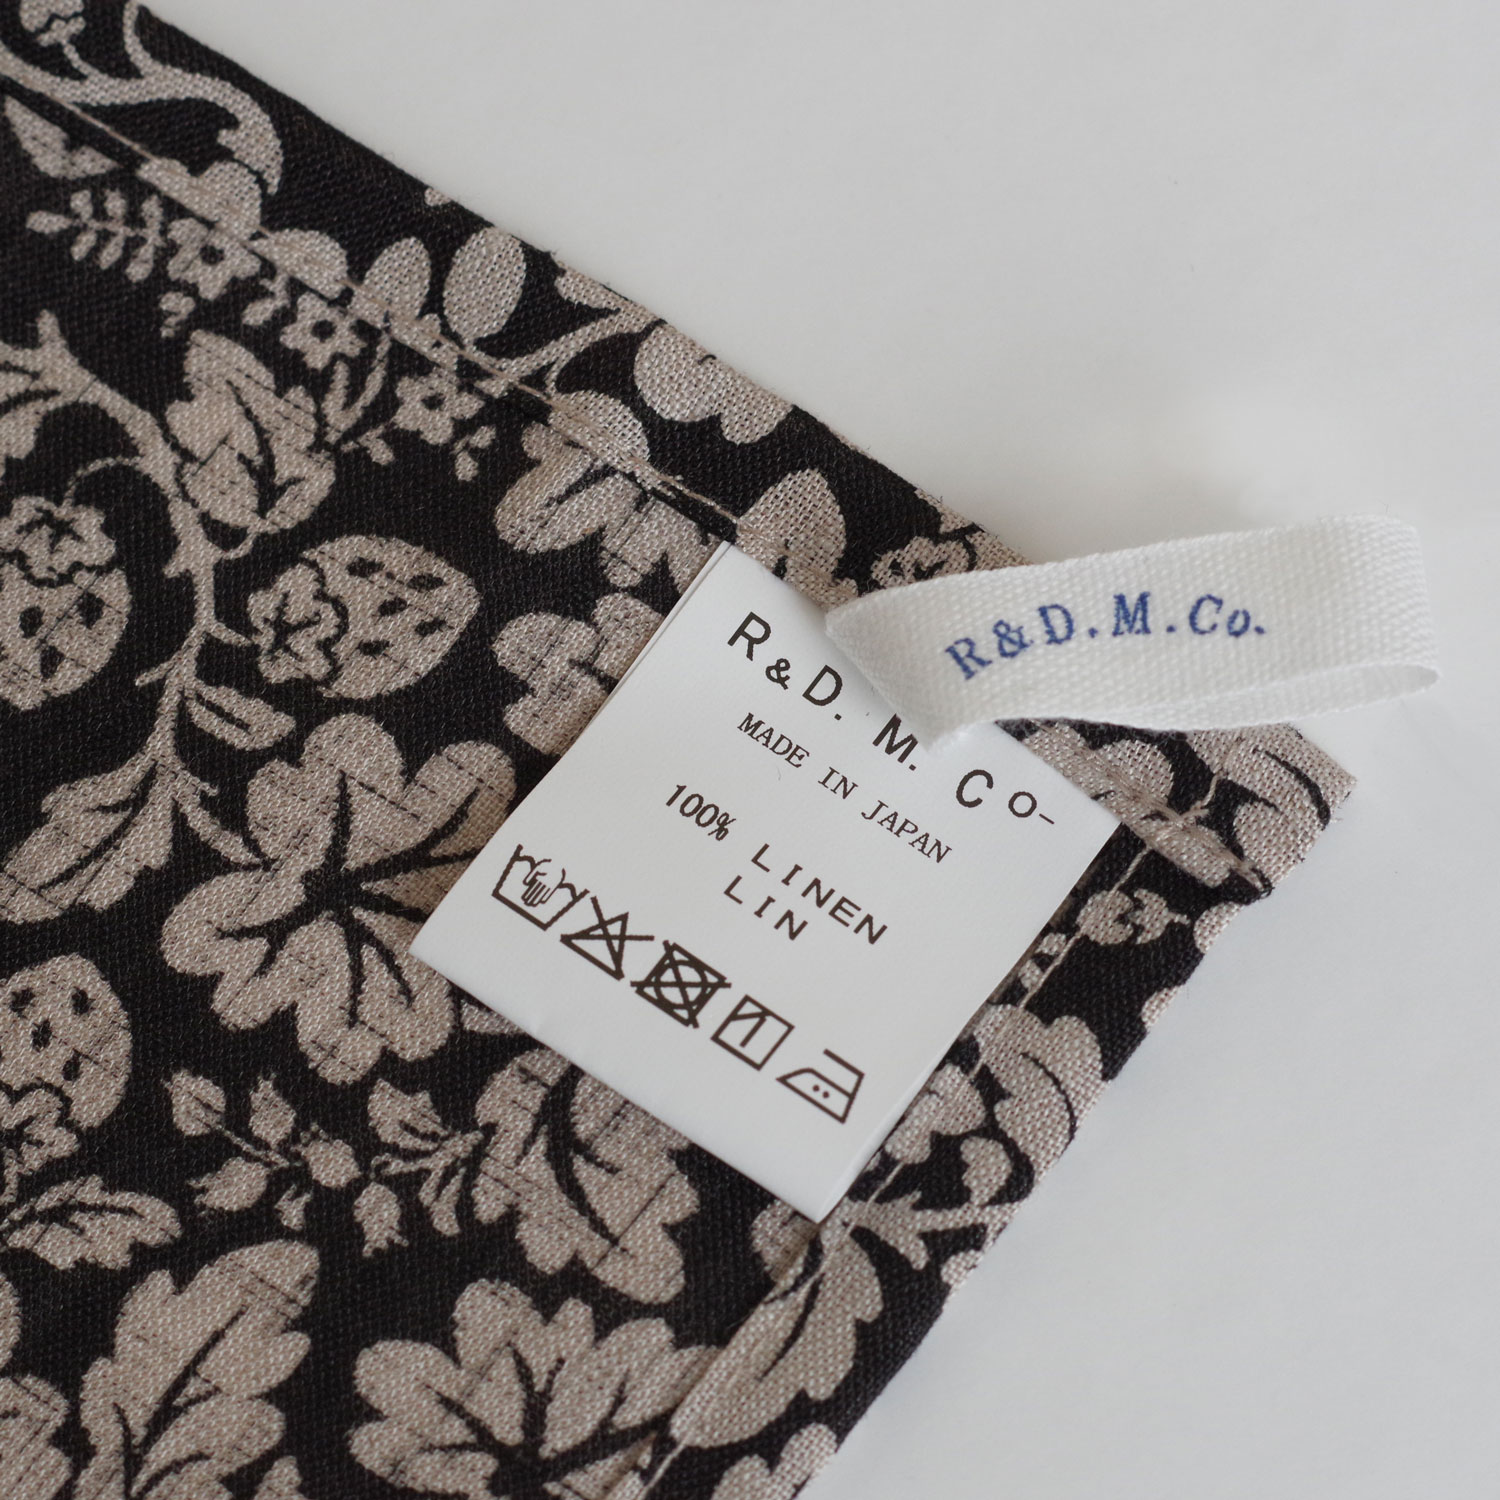 R&D.M.Co.
R&D. M. CO-
MADE IN JAPAN
100% LINEN
LIN